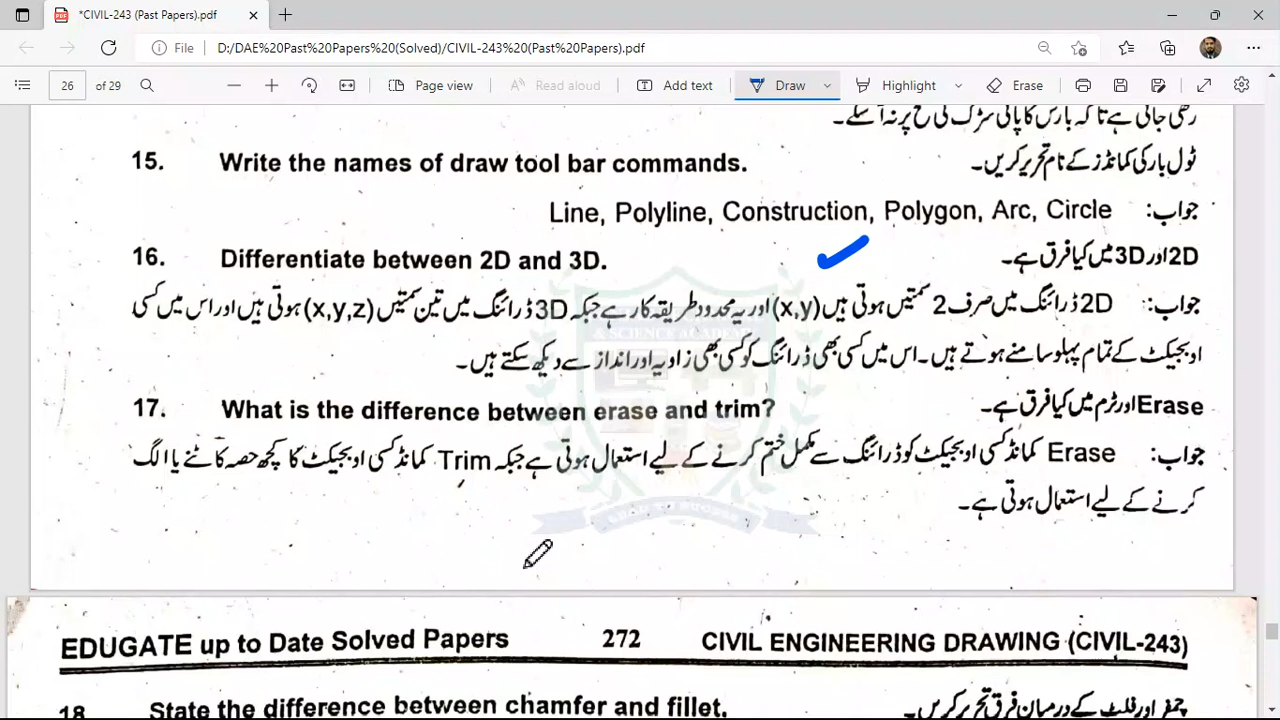 *CIVIL-243 (Past Papers).pdf
File D:/DAE%20Past%20Papers%20(Solved)/CIVIL-243%20(Past%20Papers).pdf
26 of 29 Page view Read aloud Add text Draw Highlight Erase
رکھی جاتی ہے تاکہ بارش کا پانی سڑک کی سطح پر نہ آ سکے۔
15. Write the names of draw tool bar commands. ٹول بار کی کمانڈز کے نام تحریر کریں۔
جواب: Line, Polyline, Construction, Polygon, Arc, Circle
16. Differentiate between 2D and 3D. 2D اور 3D میں کیا فرق ہے۔
جواب: 2D ڈرائنگ میں صرف 2 سمتیں ہوتی ہیں (x,y) اور یہ محدود طریقہ کار ہے جبکہ 3D ڈرائنگ میں تین سمتیں (x,y,z) ہوتی ہیں اور اس میں کسی
اوبجیکٹ کے تمام پہلو سامنے ہوتے ہیں۔ اس میں کسی بھی ڈرائنگ کو کسی بھی زاویہ اور انداز سے دیکھ سکتے ہیں۔
17. What is the difference between erase and trim? Erase اور ٹرم میں کیا فرق ہے۔
جواب: Erase کمانڈ کسی اوبجیکٹ کو ڈرائنگ سے مکمل ختم کرنے کے لیے استعمال ہوتی ہے جبکہ Trim کمانڈ کسی اوبجیکٹ کا کچھ حصہ کاٹنے یا الگ
کرنے کے لیے استعمال ہوتی ہے۔
& SCIENCE ACADEMY
EDUGATE up to Date Solved Papers 272 CIVIL ENGINEERING DRAWING (CIVIL-243)
18. State the difference between chamfer and fillet. چمفر اور فلٹ کے درمیان فرق تحریر کریں۔